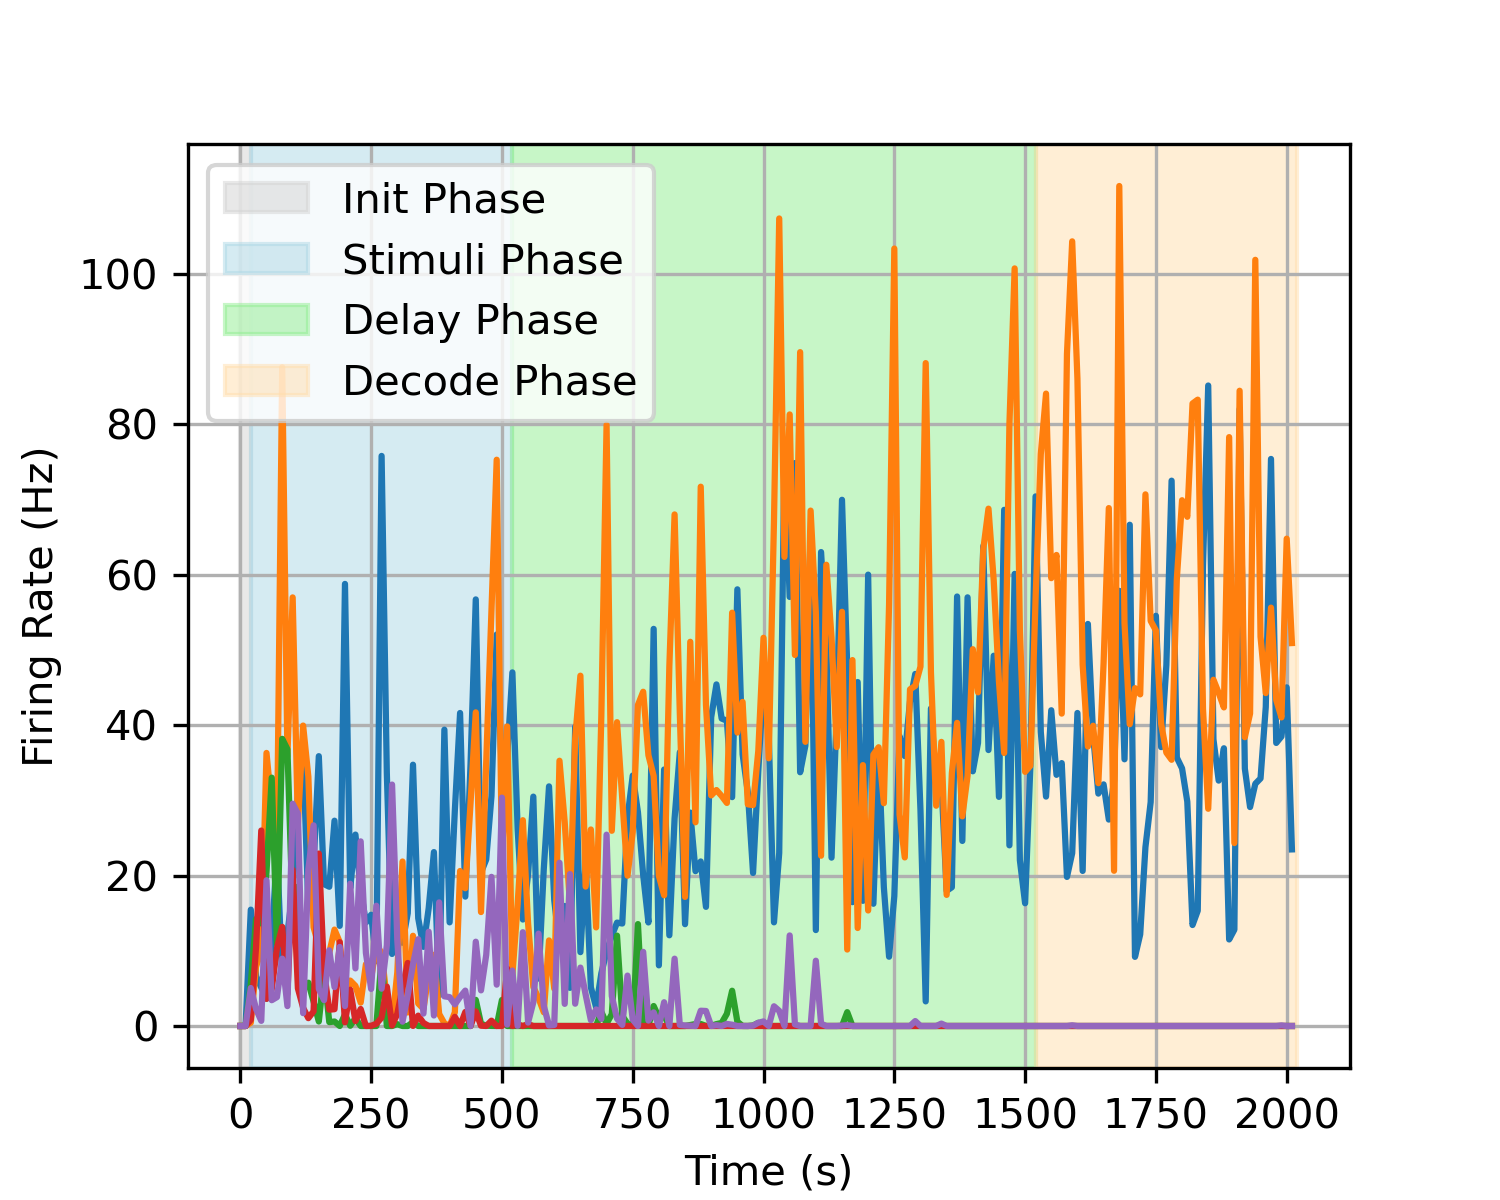 Init Phase
Stimuli Phase
Delay Phase
Decode Phase
100
80
60
40
20
0
Firing Rate (Hz)
0 250 500 750 1000 1250 1500 1750 2000
Time (s)